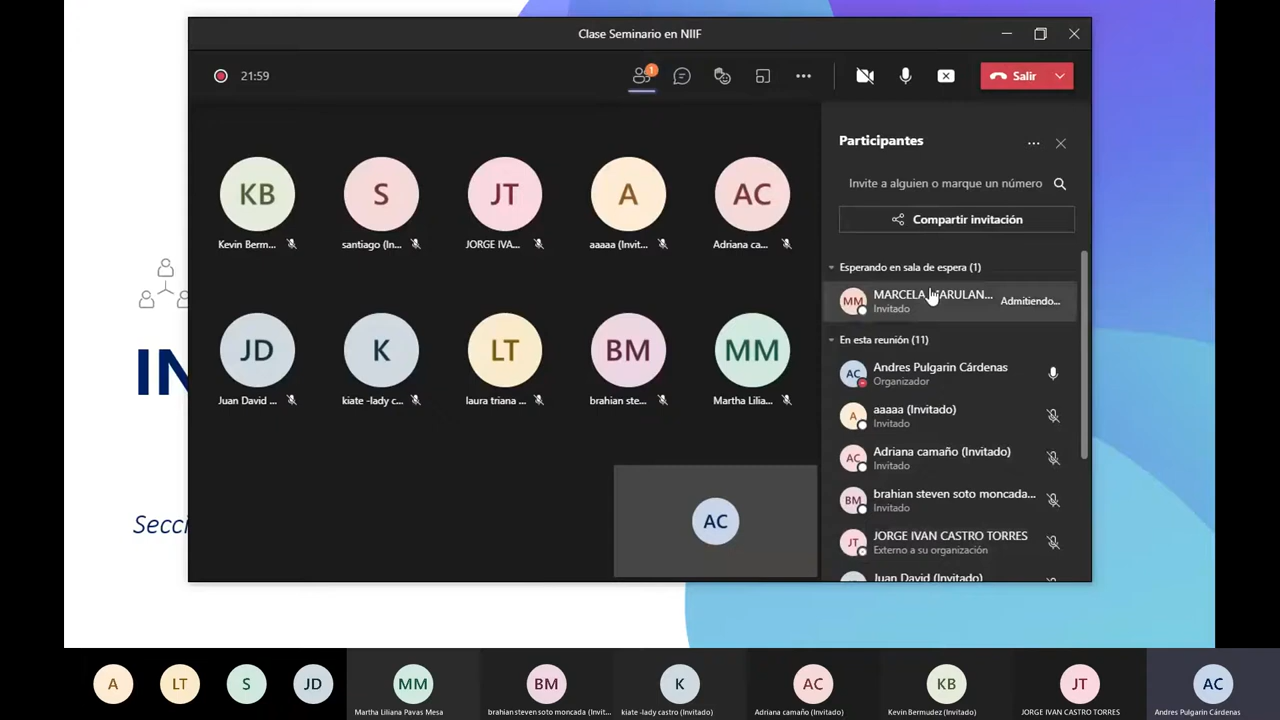 Clase Seminario en NIIF
21:59
1
Salir
KB
S
JT
A
AC
Kevin Berm...
santiago (In...
JORGE IVA...
aaaaa (Invit...
Adriana ca...
JD
K
LT
BM
MM
Juan David ...
kiate -lady c...
laura triana ...
brahian ste...
Martha Lilia...
AC
Participantes
Invite a alguien o marque un número
Compartir invitación
Esperando en sala de espera (1)
MM
MARCELA
Admitiendo...
Invitado
En esta reunión (11)
AC
Andres Pulgarin Cárdenas
Organizador
A
aaaaa (Invitado)
Invitado
AC
Adriana camaño (Invitado)
Invitado
BM
brahian steven soto moncada...
Invitado
JT
JORGE IVAN CASTRO TORRES
Externo a su organización
Juan David (Invitado)
IN
Secci
A
LT
S
JD
MM
Martha Liliana Pavas Mesa
BM
brahian steven soto moncada (Invit...
K
kiate -lady castro (Invitado)
AC
Adriana camaño (Invitado)
KB
Kevin Bermudez (Invitado)
JT
JORGE IVAN CASTRO TORRES
AC
Andres Pulgarin Cárdenas